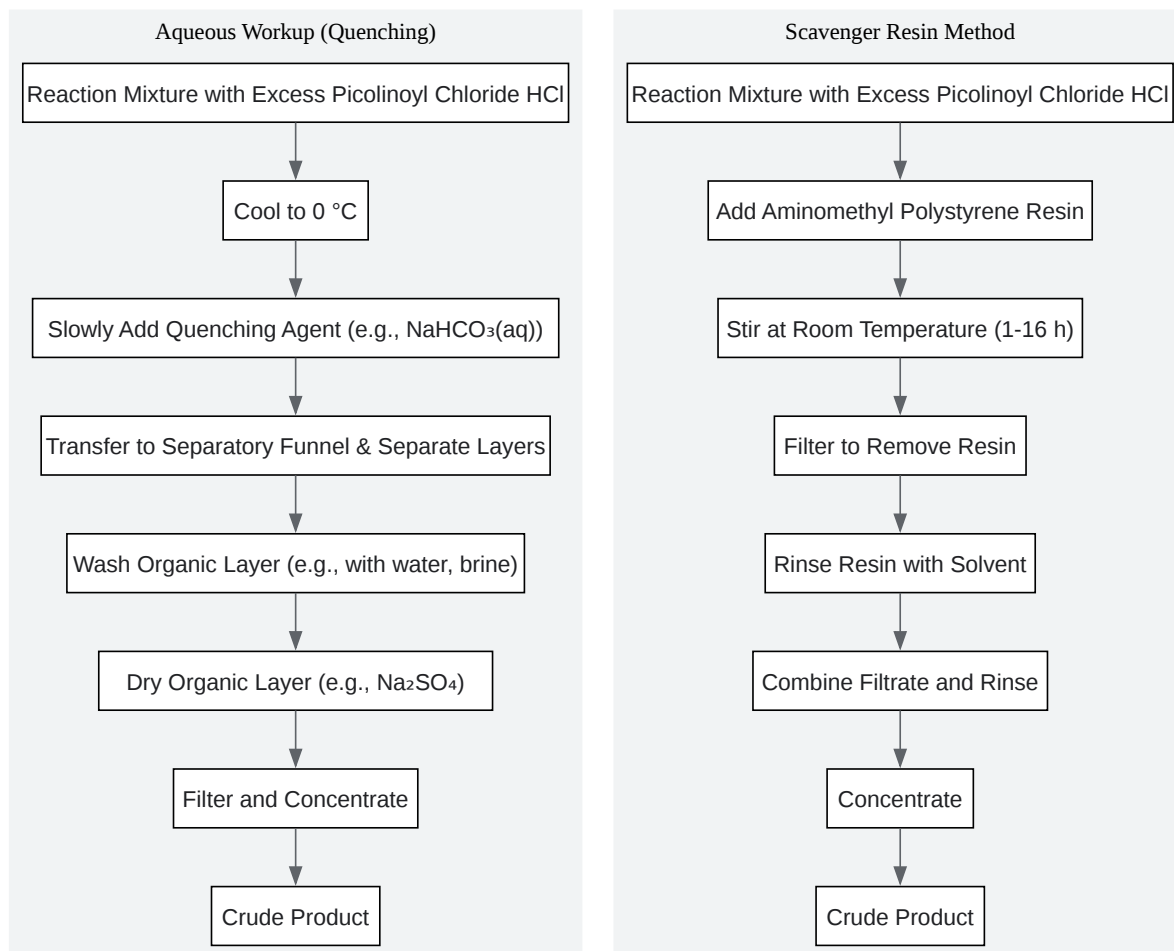 Aqueous Workup (Quenching)
Reaction Mixture with Excess Picolinoyl Chloride HCl
Cool to 0 °C
Slowly Add Quenching Agent (e.g., NaHCO₃(aq))
Transfer to Separatory Funnel & Separate Layers
Wash Organic Layer (e.g., with water, brine)
Dry Organic Layer (e.g., Na₂SO₄)
Filter and Concentrate
Crude Product
Scavenger Resin Method
Reaction Mixture with Excess Picolinoyl Chloride HCl
Add Aminomethyl Polystyrene Resin
Stir at Room Temperature (1-16 h)
Filter to Remove Resin
Rinse Resin with Solvent
Combine Filtrate and Rinse
Concentrate
Crude Product